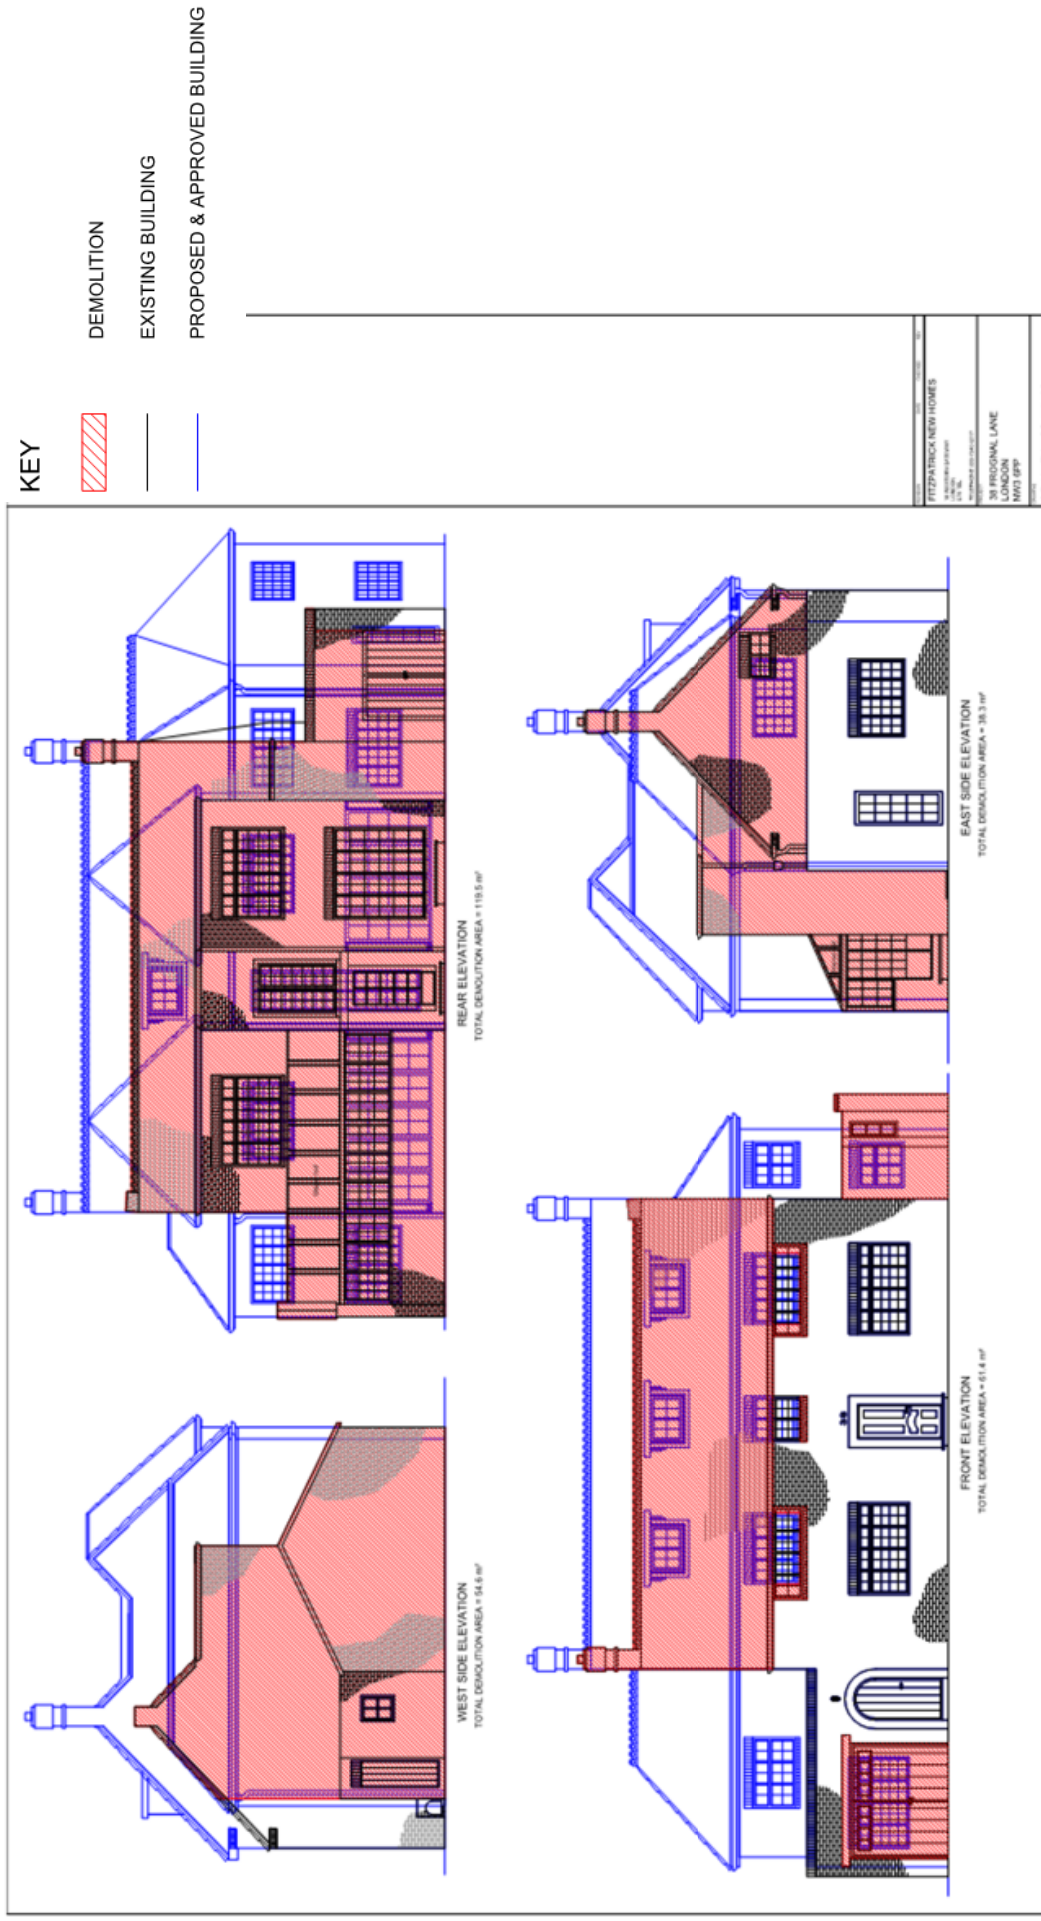 KEY
DEMOLITION
EXISTING BUILDING
PROPOSED & APPROVED BUILDING
WEST SIDE ELEVATION
TOTAL DEMOLITION AREA = 54.6 m²
REAR ELEVATION
TOTAL DEMOLITION AREA = 119.5 m²
FRONT ELEVATION
TOTAL DEMOLITION AREA = 61.4 m²
EAST SIDE ELEVATION
TOTAL DEMOLITION AREA = 38.3 m²
FITZPATRICK NEW HOMES
38 FROGNAL LANE
LONDON
NW3 6PP